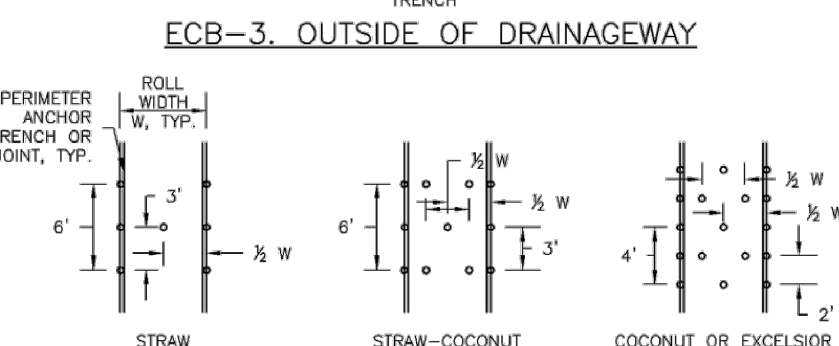 TRENCH
ECB-3. OUTSIDE OF DRAINAGEWAY
PERIMETER
ANCHOR
RENCH OR
JOINT, TYP.
ROLL
WIDTH
W, TYP.
3'
6'
½ W
STRAW
½ W
½ W
6'
3'
STRAW-COCONUT
½ W
½ W
4'
2'
COCONUT OR EXCELSIOR